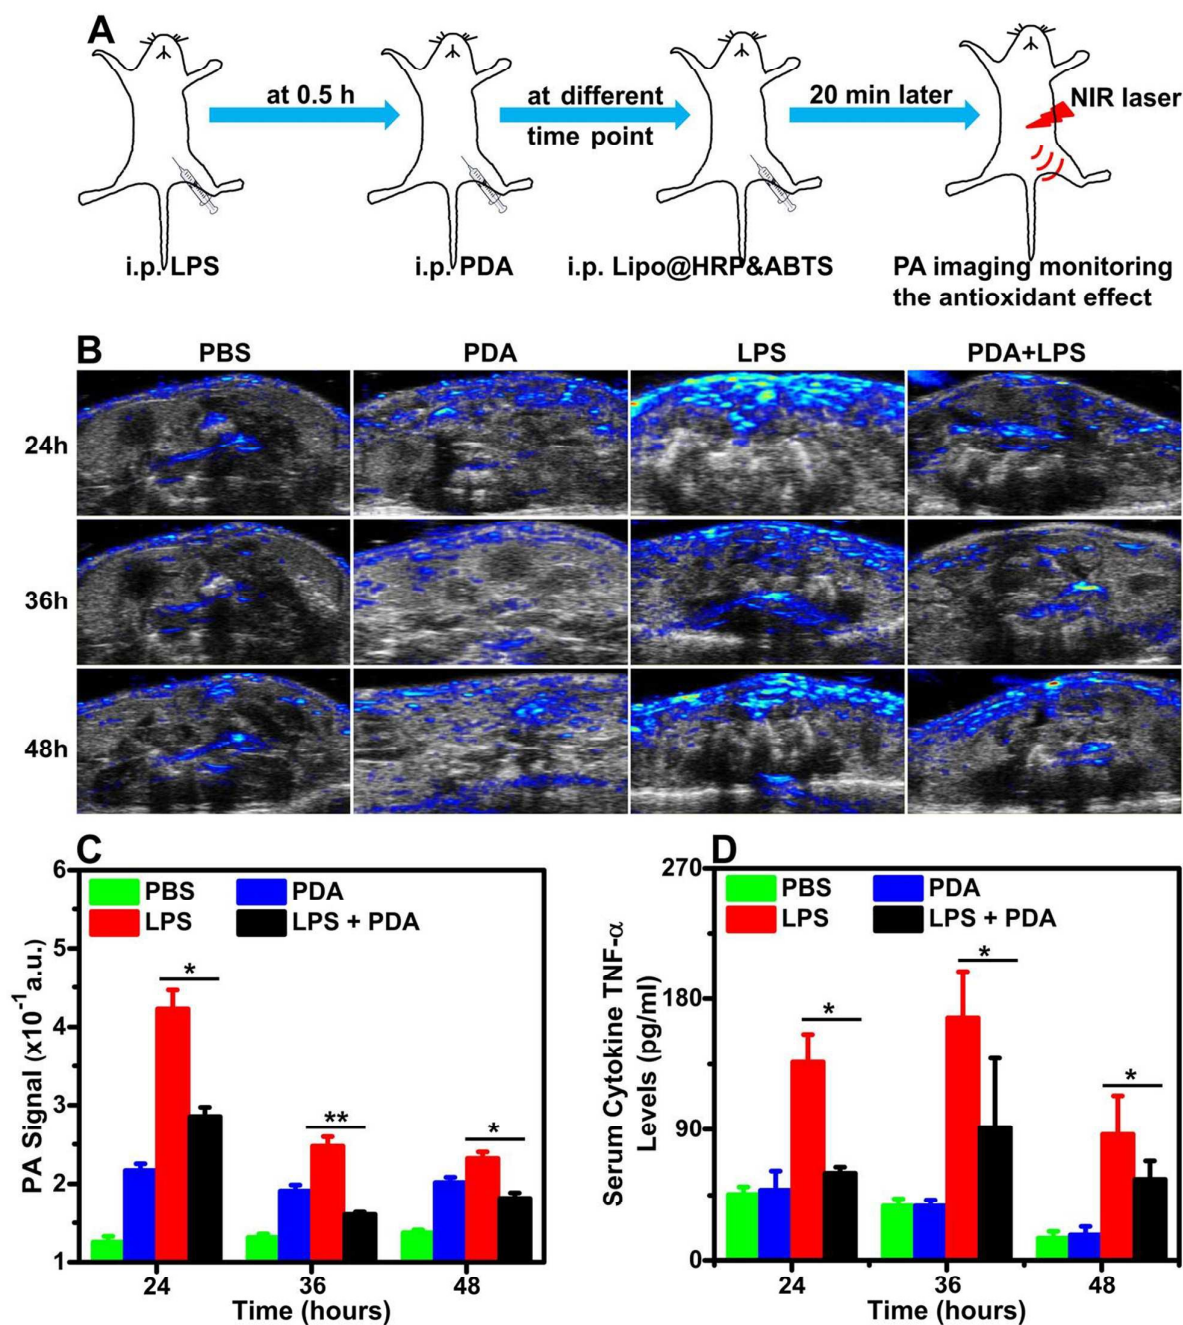 A
at 0.5 h
at different
time point
20 min later
NIR laser
i.p. LPS
i.p. PDA
i.p. Lipo@HRP&ABTS
PA imaging monitoring
the antioxidant effect
B
PBS
PDA
LPS
PDA+LPS
24h
36h
48h
C
PA Signal (x10⁻¹ a.u.)
6
5
4
3
2
1
PBS
PDA
LPS
LPS + PDA
*
**
*
24
36
48
Time (hours)
D
Serum Cytokine TNF-α
Levels (pg/ml)
270
180
90
0
PBS
PDA
LPS
LPS + PDA
*
*
*
24
36
48
Time (hours)